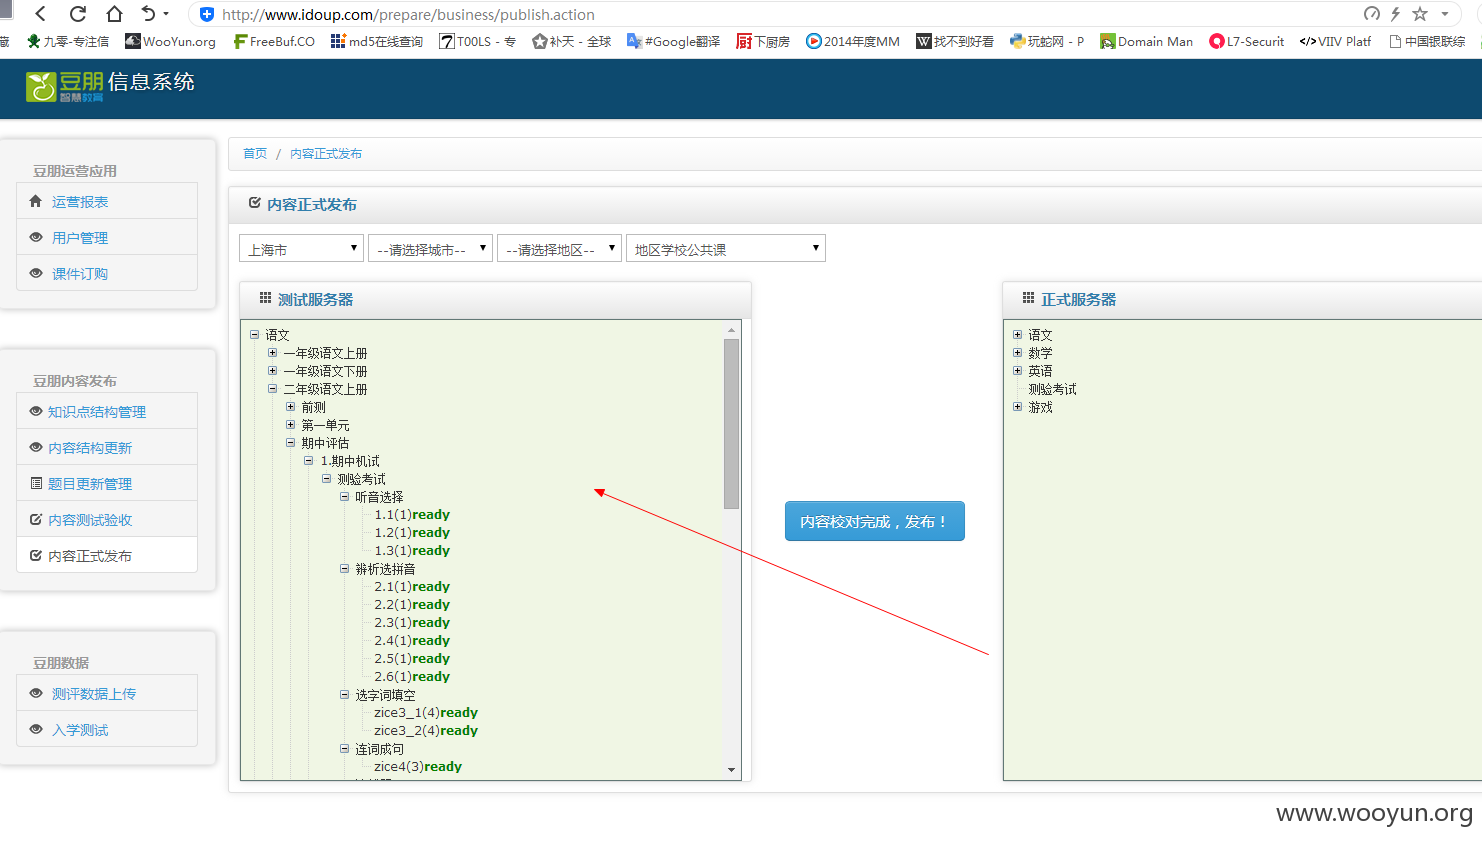 http://www.idoup.com/prepare/business/publish.action
藏 九零-专注信 WooYun.org FreeBuf.CO md5在线查询 T00LS - 专 补天 - 全球 #Google翻译 下厨房 2014年度MM 找不到好看 玩蛇网 - P Domain Man L7-Securit VIIV Platf 中国银联综
豆朋 信息系统
智慧教育
豆朋运营应用
运营报表
用户管理
课件订购
豆朋内容发布
知识点结构管理
内容结构更新
题目更新管理
内容测试验收
内容正式发布
豆朋数据
测评数据上传
入学测试
首页 / 内容正式发布
内容正式发布
上海市 --请选择城市-- --请选择地区-- 地区学校公共课
测试服务器
语文
一年级语文上册
一年级语文下册
二年级语文上册
前测
第一单元
期中评估
1.期中机试
测验考试
听音选择
1.1(1)ready
1.2(1)ready
1.3(1)ready
辨析选拼音
2.1(1)ready
2.2(1)ready
2.3(1)ready
2.4(1)ready
2.5(1)ready
2.6(1)ready
选字词填空
zice3_1(4)ready
zice3_2(4)ready
连词成句
zice4(3)ready
内容校对完成，发布！
正式服务器
语文
数学
英语
测验考试
游戏
www.wooyun.org